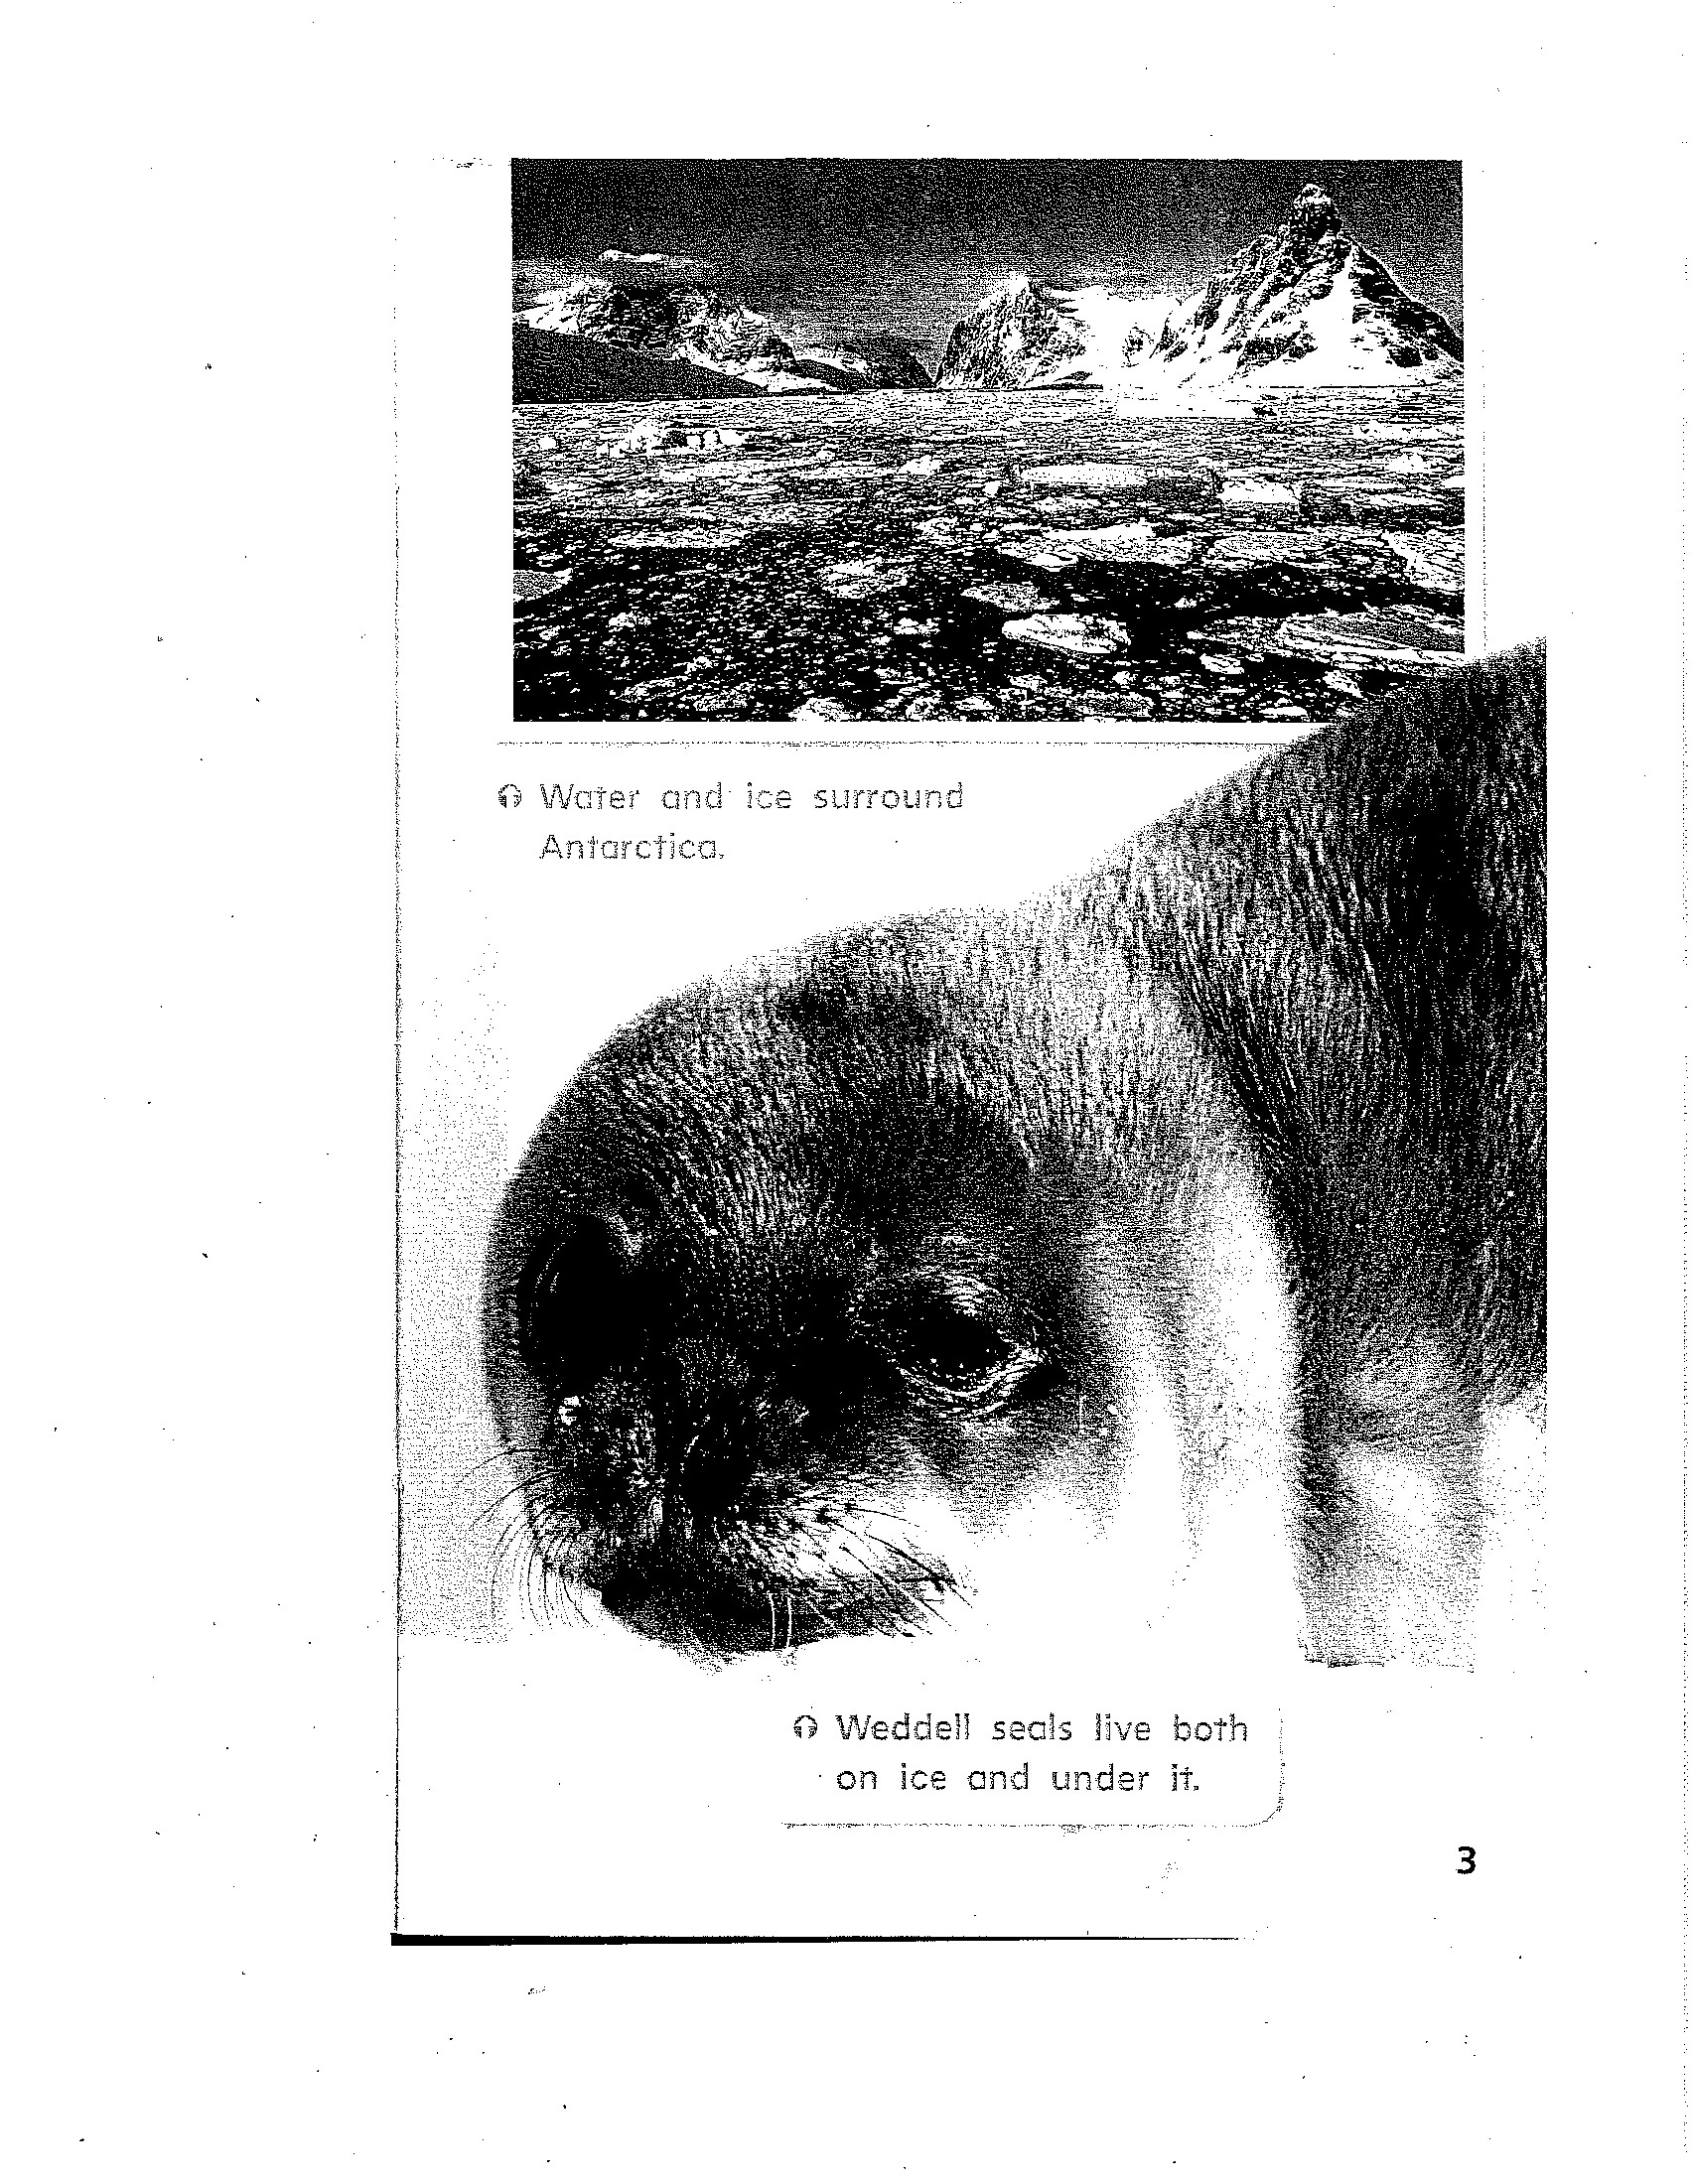 Water and ice surround
Antarctica.
Weddell seals live both
on ice and under it.
3